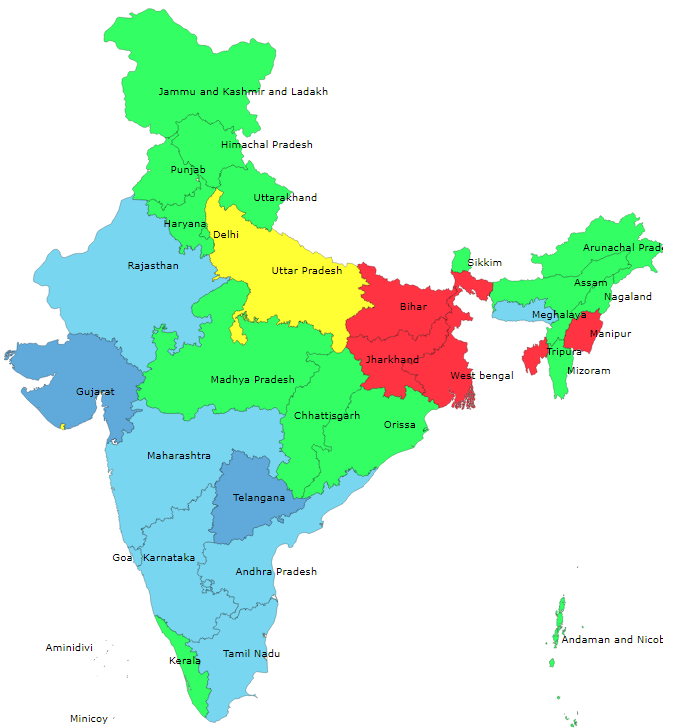 Jammu and Kashmir and Ladakh
Himachal Pradesh
Punjab
Uttarakhand
Haryana
Delhi
Arunachal Prade
Sikkim
Rajasthan
Uttar Pradesh
Assam
Nagaland
Bihar
Meghalaya
Manipur
Tripura
Jharkhand
Mizoram
West bengal
Madhya Pradesh
Gujarat
Chhattisgarh
Orissa
Maharashtra
Telangana
Goa
Karnataka
Andhra Pradesh
Andaman and Nicob
Aminidivi
Tamil Nadu
Kerala
Minicoy